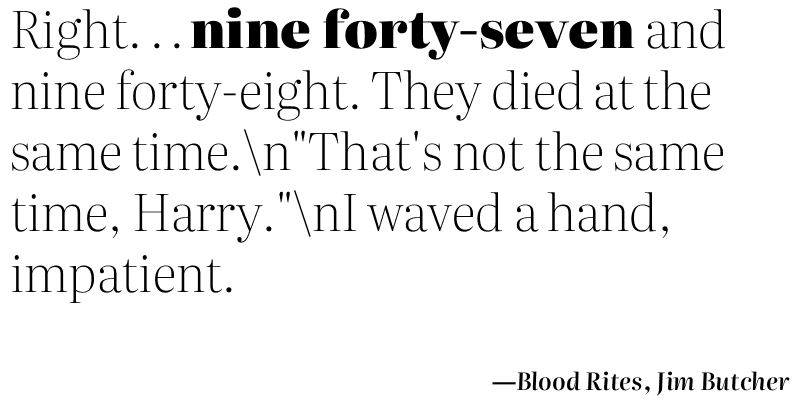 Right. . . nine forty-seven and
nine forty-eight. They died at the
same time.\n"That's not the same
time, Harry."\nI waved a hand,
impatient.
—Blood Rites, Jim Butcher